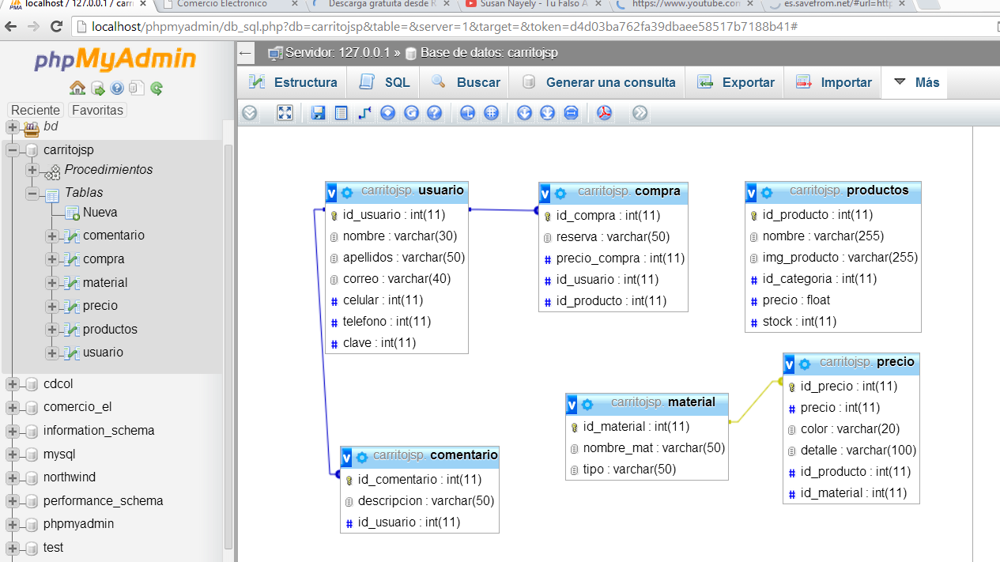 localhost / 127.0.0.1 / carri
Comercio Electronico
Descarga gratuita desde R
Susan Nayely - Tu Falso A
https://www.youtube.com
es.savefrom.net/#url=http
localhost/phpmyadmin/db_sql.php?db=carritojsp&table=&server=1&target=&token=d4d03ba762fa39dbaee58517b7188b41#
phpMyAdmin
Reciente
Favoritas
bd
carritojsp
Procedimientos
Tablas
Nueva
comentario
compra
material
precio
productos
usuario
cdcol
comercio_el
information_schema
mysql
northwind
performance_schema
phpmyadmin
test
Servidor: 127.0.0.1 » Base de datos: carritojsp
Estructura
SQL
Buscar
Generar una consulta
Exportar
Importar
Más
v carritojsp. usuario
id_usuario : int(11)
nombre : varchar(30)
apellidos : varchar(50)
correo : varchar(40)
# celular : int(11)
# telefono : int(11)
# clave : int(11)
v carritojsp. compra
id_compra : int(11)
reserva : varchar(50)
# precio_compra : int(11)
# id_usuario : int(11)
# id_producto : int(11)
v carritojsp. productos
id_producto : int(11)
nombre : varchar(255)
img_producto : varchar(255)
# id_categoria : int(11)
# precio : float
# stock : int(11)
v carritojsp. precio
id_precio : int(11)
# precio : int(11)
color : varchar(20)
detalle : varchar(100)
# id_producto : int(11)
# id_material : int(11)
v carritojsp. material
id_material : int(11)
nombre_mat : varchar(50)
tipo : varchar(50)
v carritojsp. comentario
id_comentario : int(11)
descripcion : varchar(50)
# id_usuario : int(11)